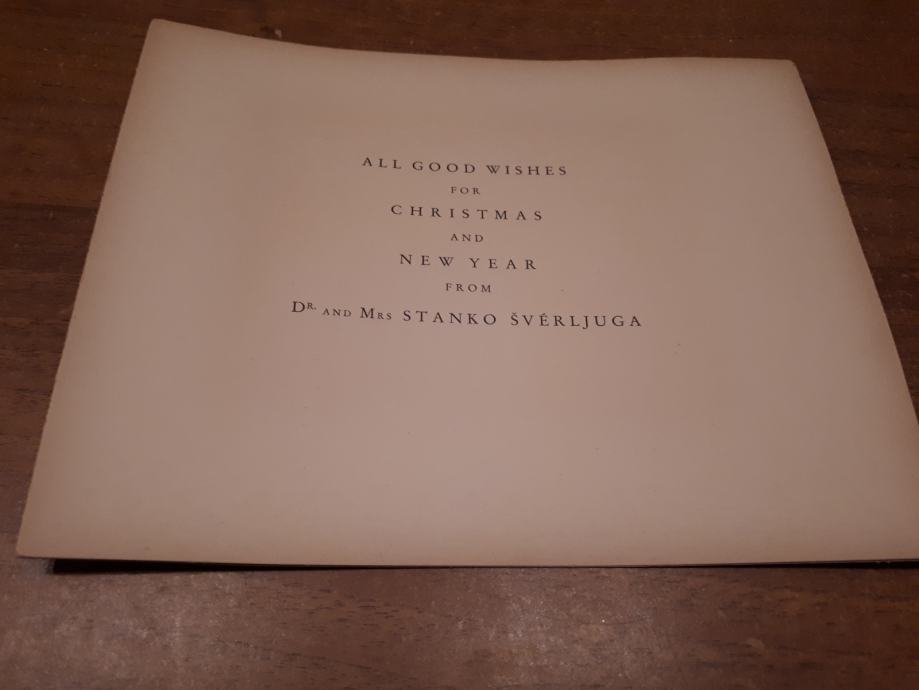 ALL GOOD WISHES
FOR
CHRISTMAS
AND
NEW YEAR
FROM
DR. AND MRS STANKO ŠVÉRLJUGA